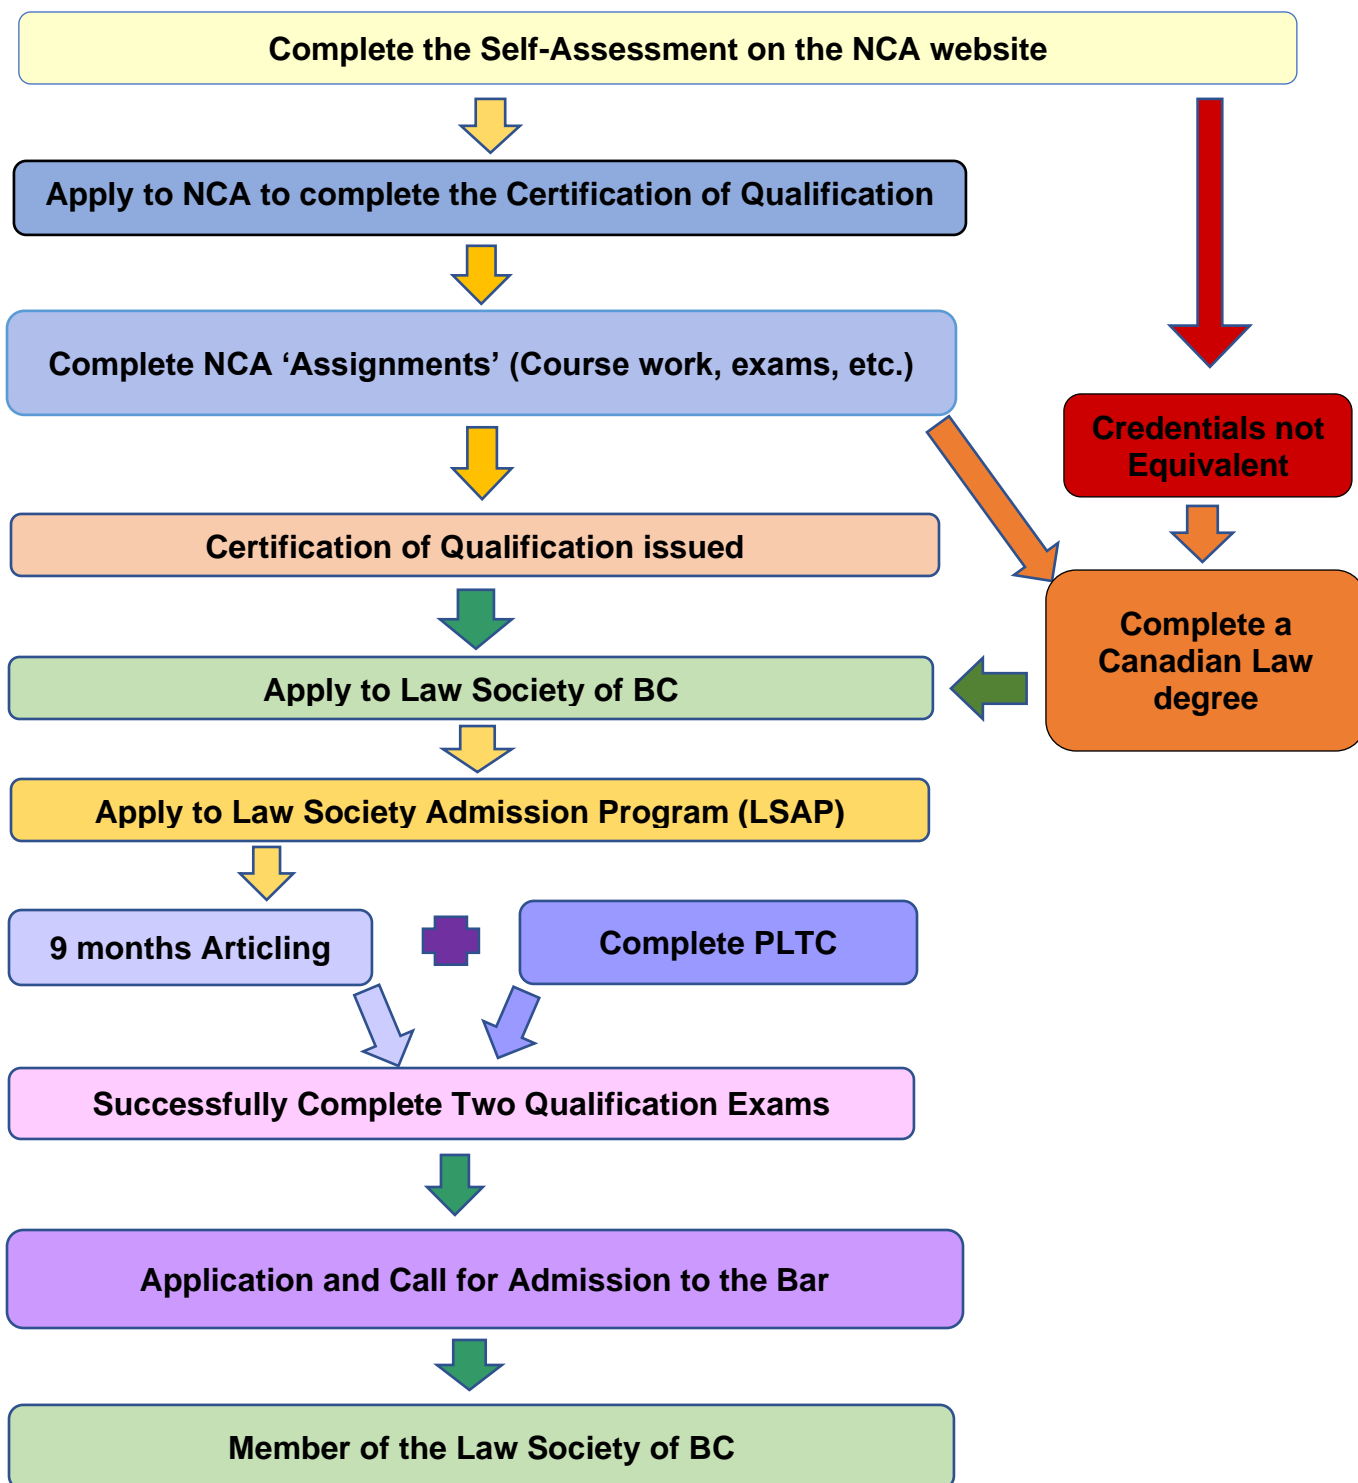 Complete the Self-Assessment on the NCA website
Apply to NCA to complete the Certification of Qualification
Complete NCA ‘Assignments’ (Course work, exams, etc.)
Credentials not
Equivalent
Certification of Qualification issued
Complete a
Canadian Law
degree
Apply to Law Society of BC
Apply to Law Society Admission Program (LSAP)
9 months Articling
Complete PLTC
Successfully Complete Two Qualification Exams
Application and Call for Admission to the Bar
Member of the Law Society of BC